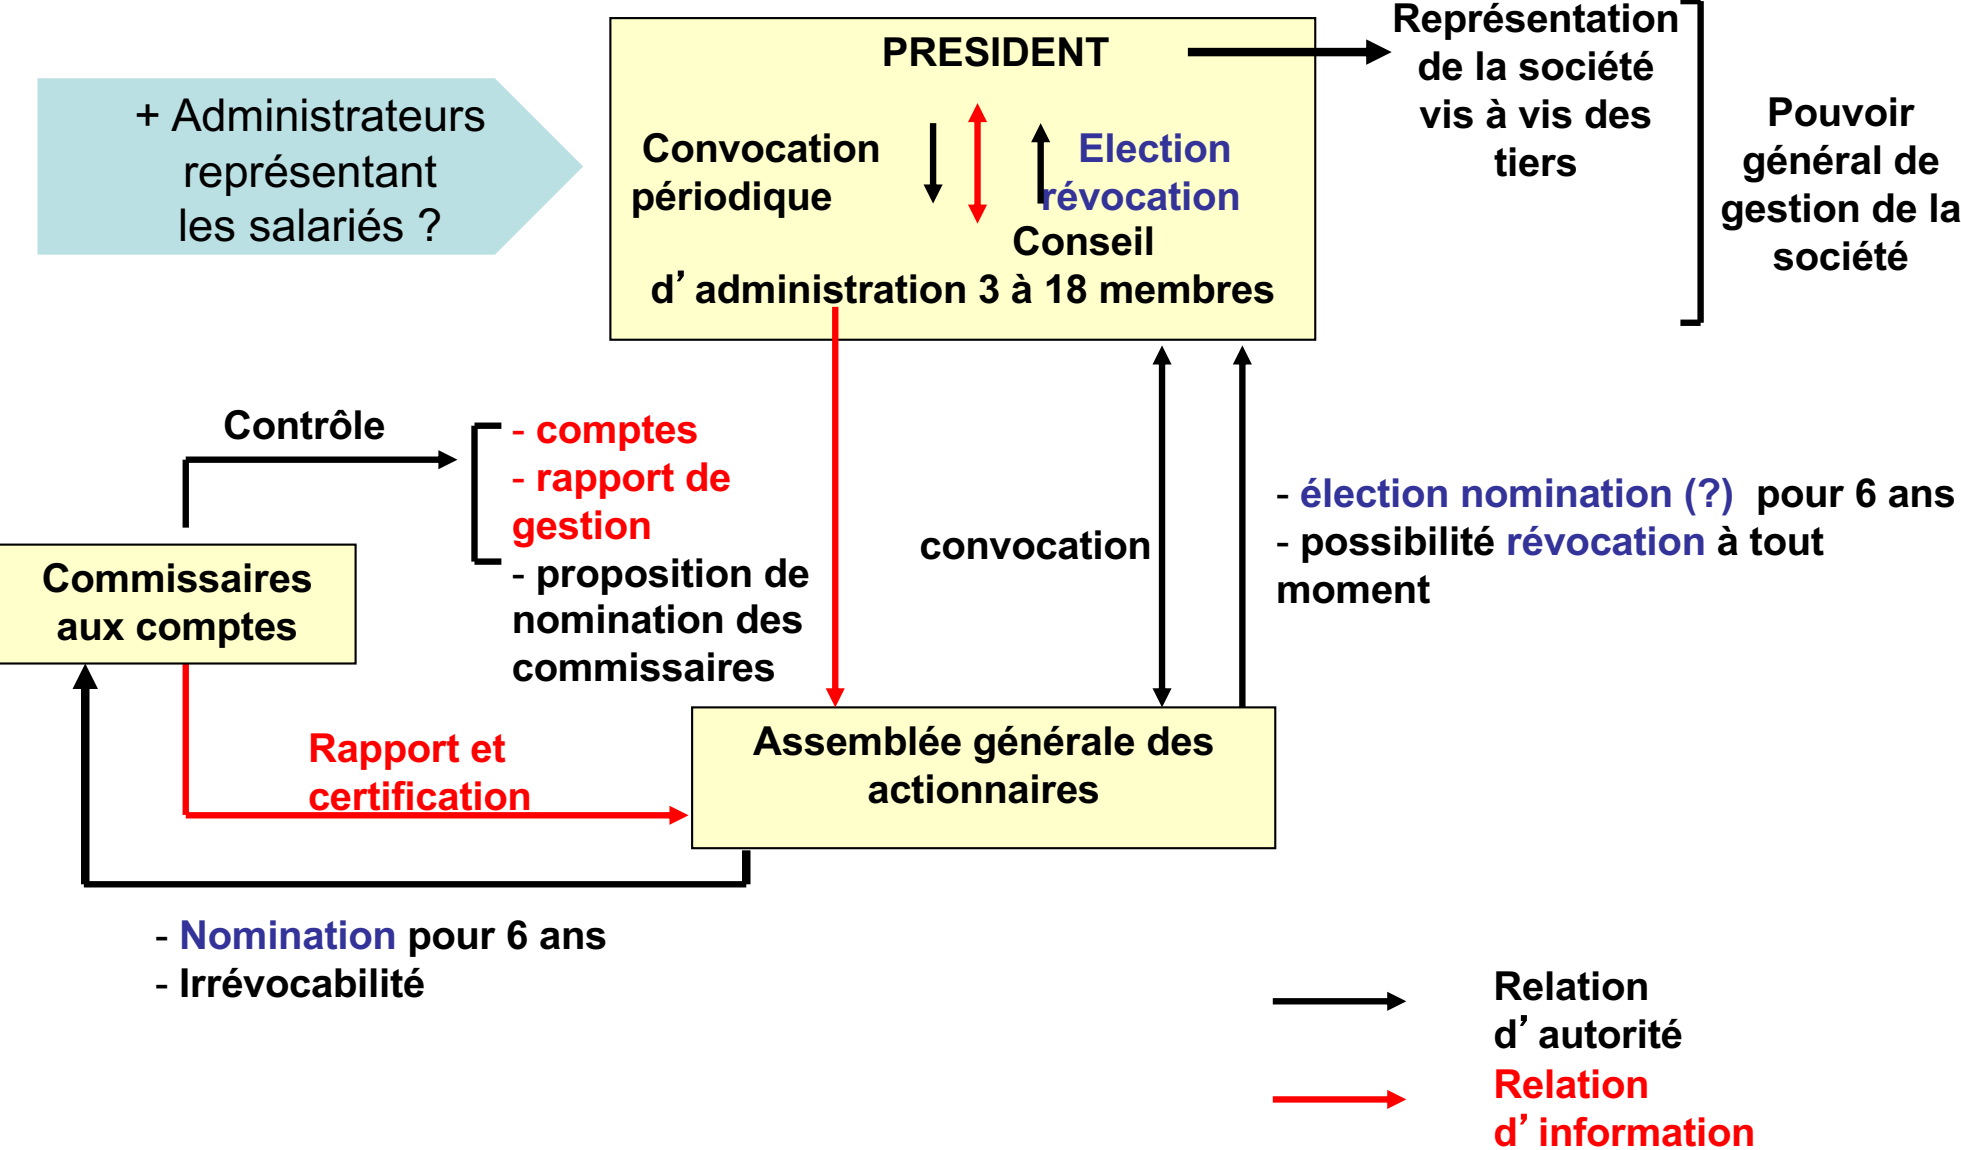 + Administrateurs
représentant
les salariés ?
PRESIDENT
Convocation
périodique
Election
révocation
Conseil
d’administration 3 à 18 membres
Représentation
de la société
vis à vis des
tiers
Pouvoir
général de
gestion de la
société
Contrôle
- comptes
- rapport de
gestion
- proposition de
nomination des
commissaires
convocation
- élection nomination (?) pour 6 ans
- possibilité révocation à tout
moment
Commissaires
aux comptes
Rapport et
certification
Assemblée générale des
actionnaires
- Nomination pour 6 ans
- Irrévocabilité
Relation
d’autorité
Relation
d’information